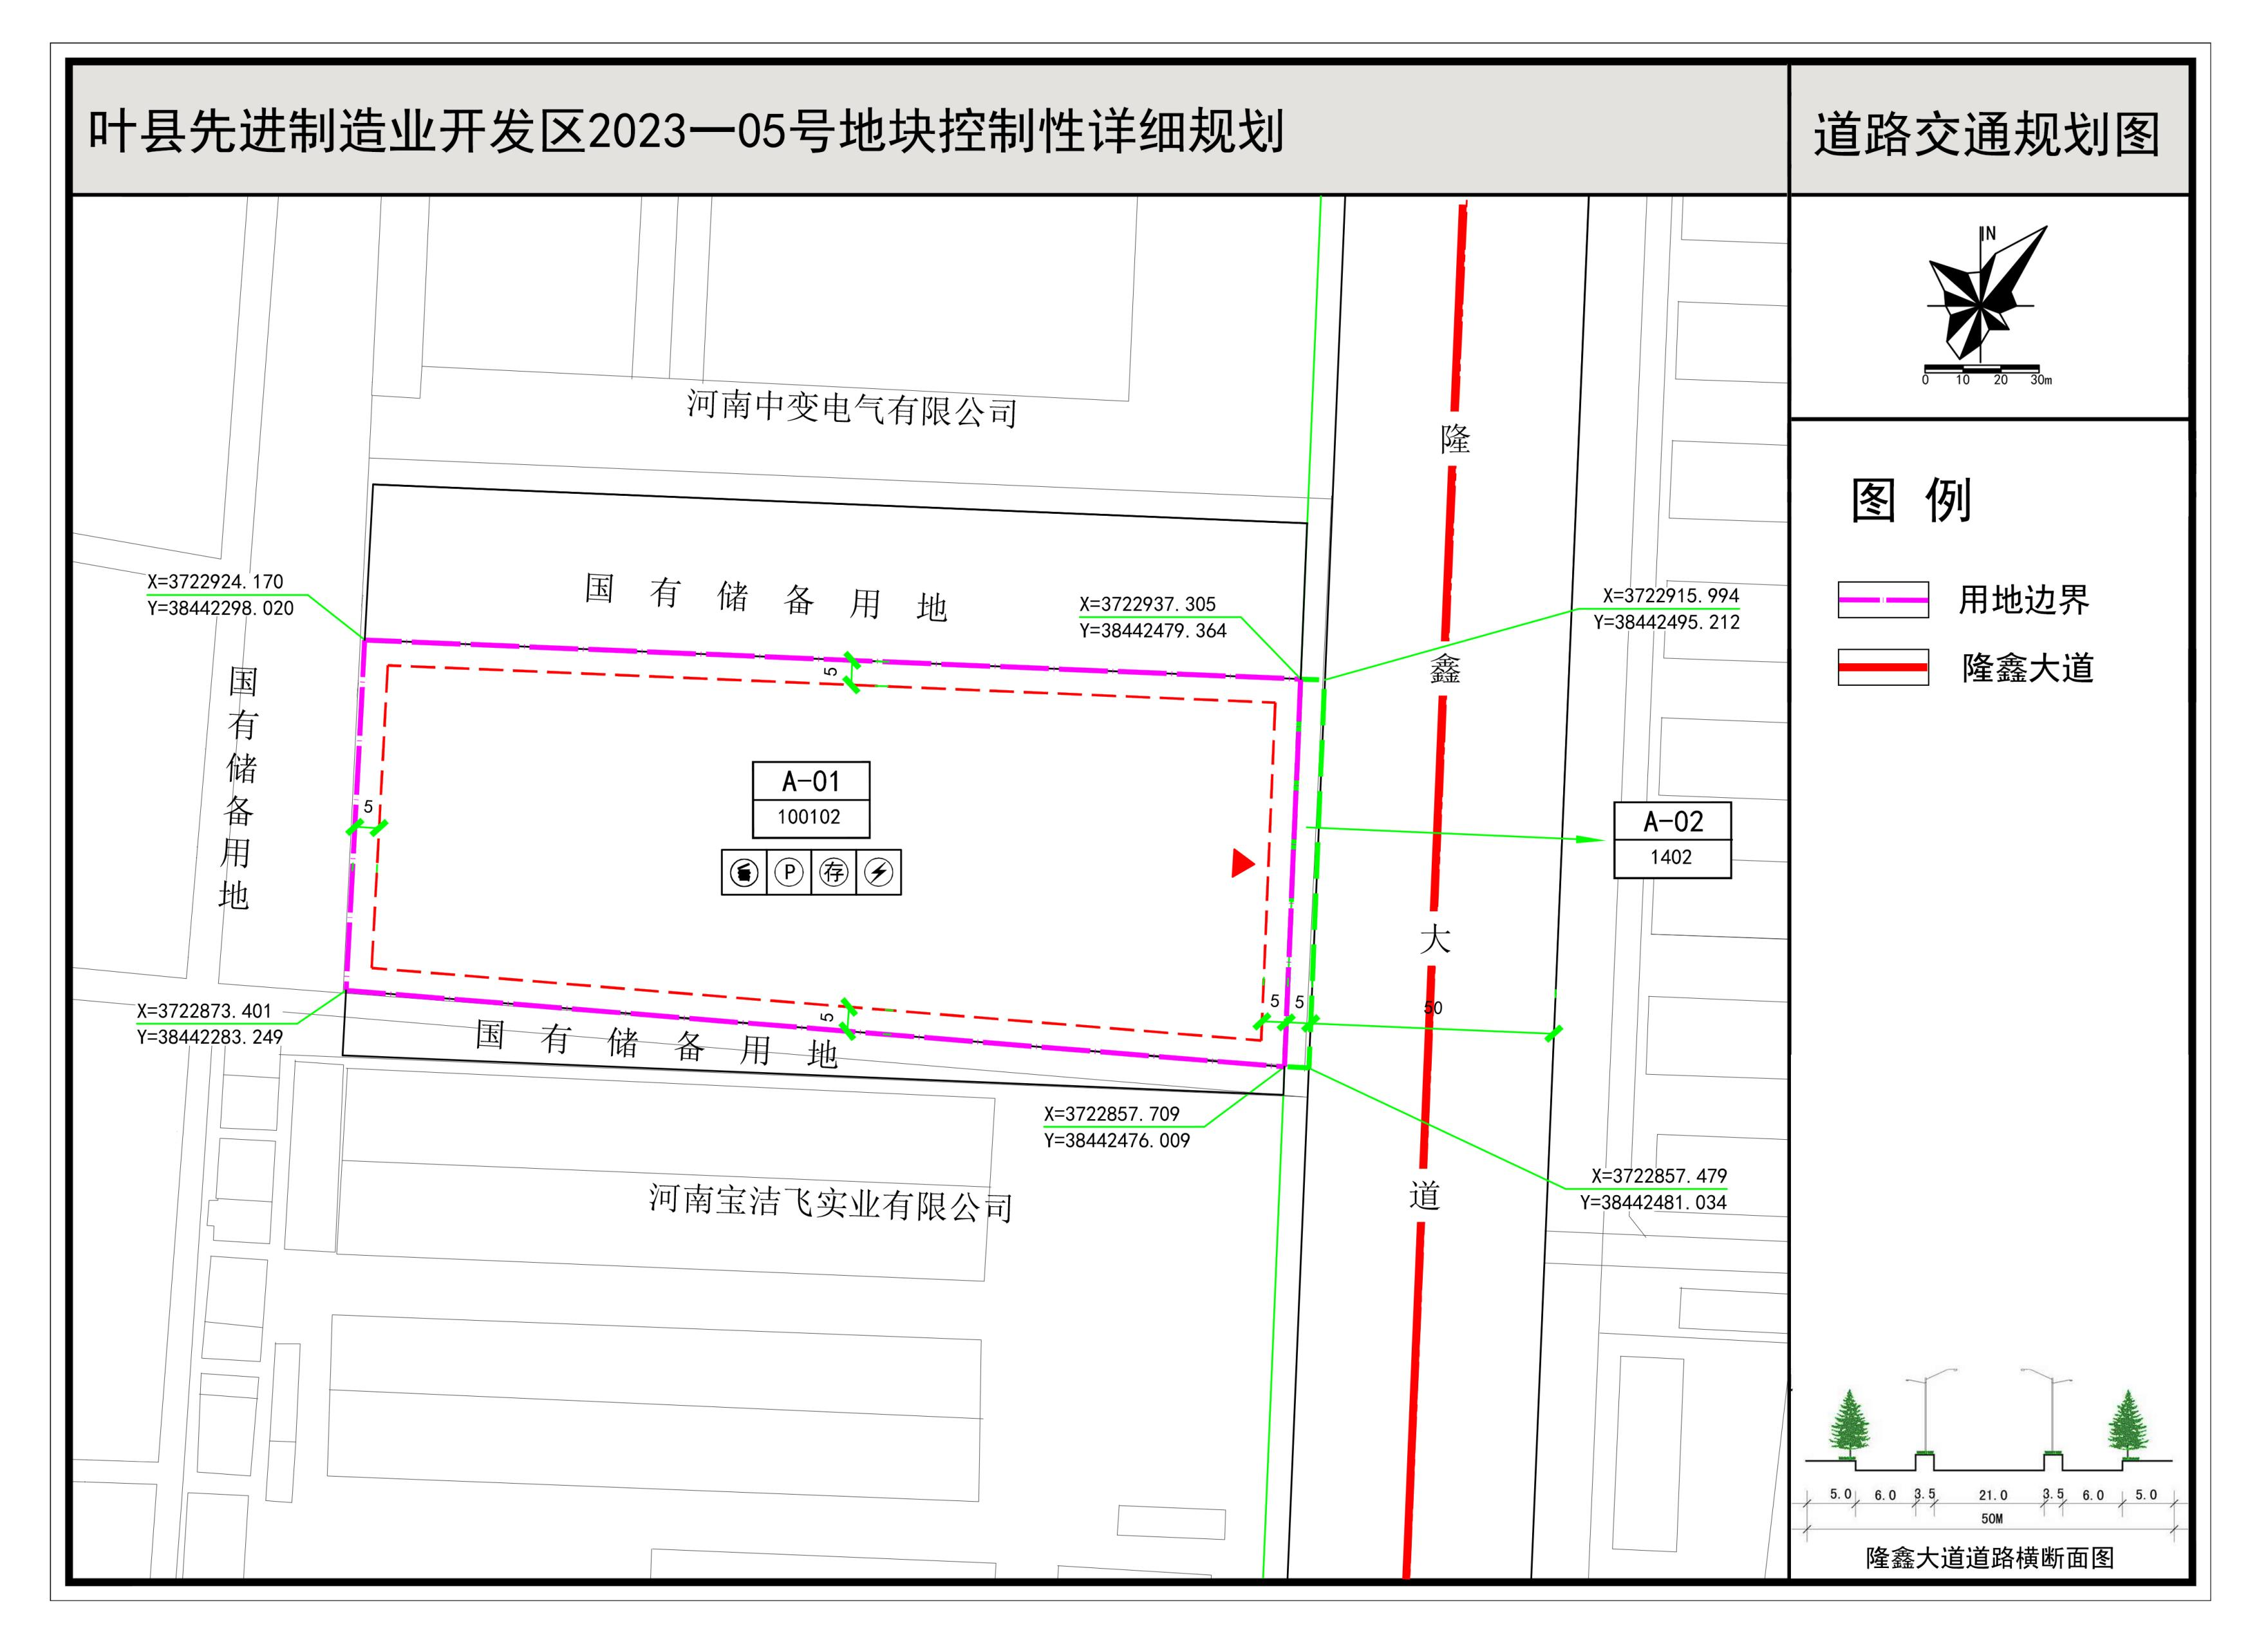 叶县先进制造业开发区2023—05号地块控制性详细规划
道路交通规划图
N
0 10 20 30m
图 例
用地边界
隆鑫大道
河南中变电气有限公司
国有储备用地
X=3722924.170
Y=38442298.020
X=3722937.305
Y=38442479.364
X=3722915.994
Y=38442495.212
国有储备用地
隆鑫大道
5
5
A-01
100102
P
存
A-02
1402
5 5
50
5
X=3722873.401
Y=38442283.249
国有储备用地
X=3722857.709
Y=38442476.009
X=3722857.479
Y=38442481.034
河南宝洁飞实业有限公司
5.0 6.0 3.5 21.0 3.5 6.0 5.0
50M
隆鑫大道道路横断面图